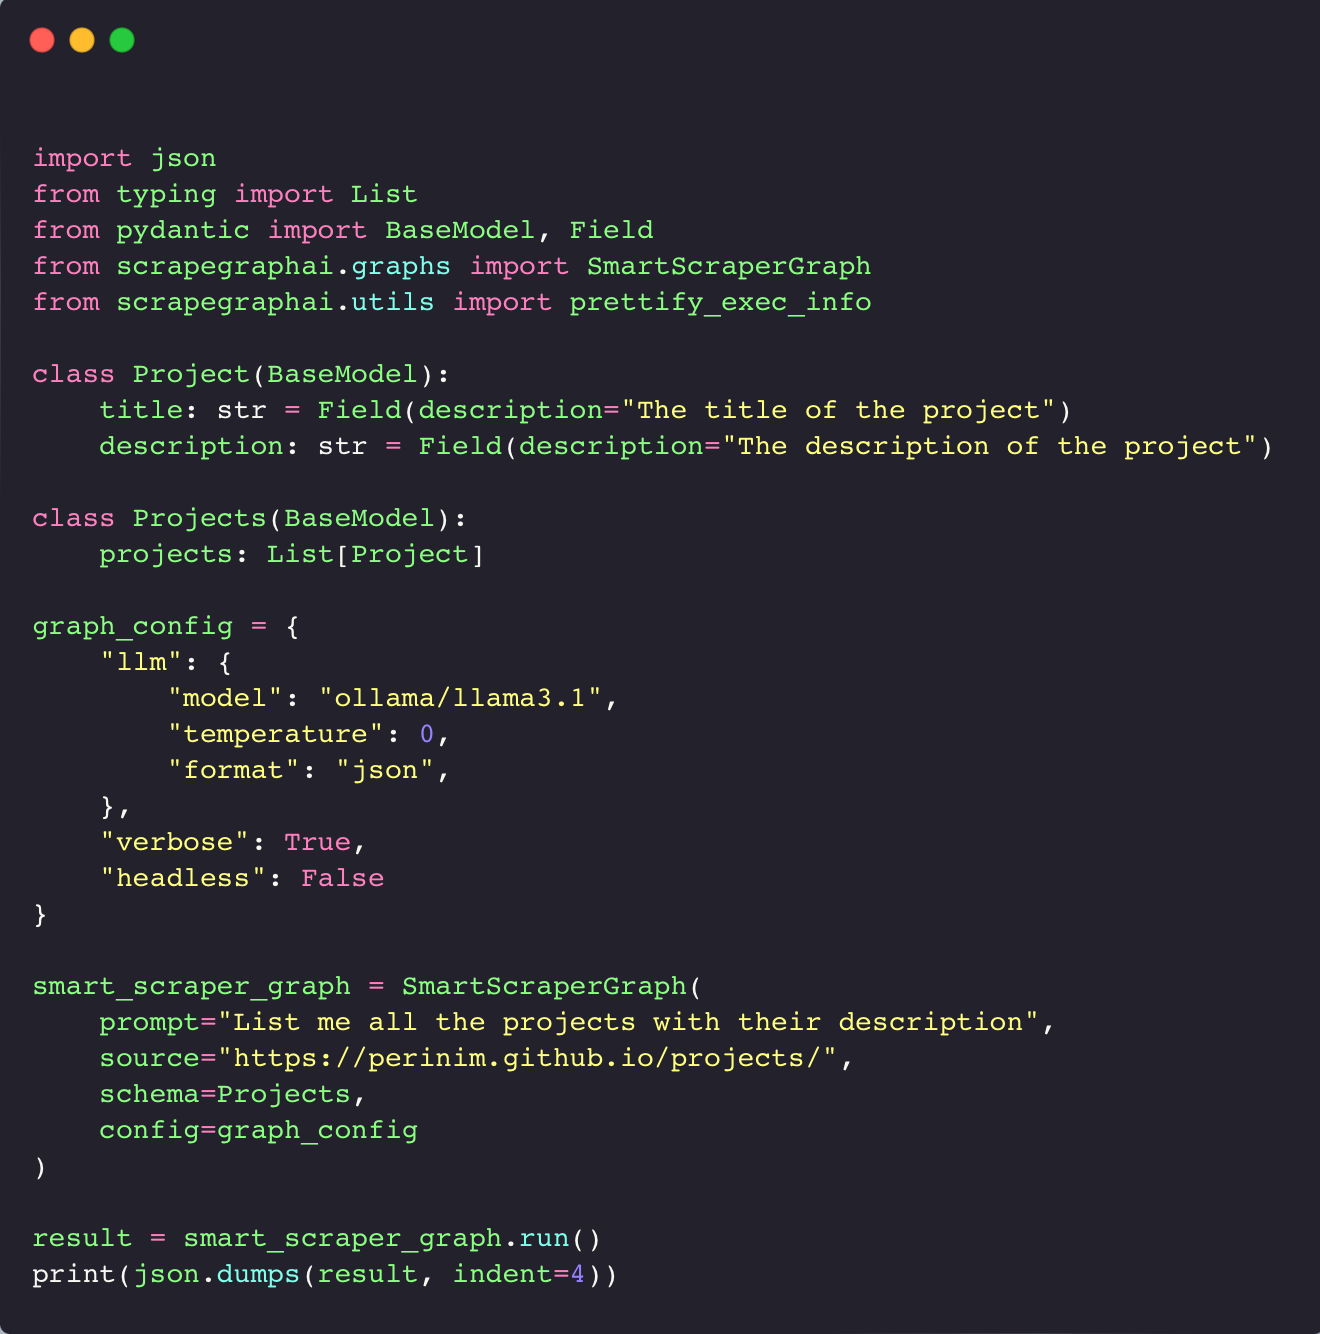 import json
from typing import List
from pydantic import BaseModel, Field
from scrapegraphai.graphs import SmartScraperGraph
from scrapegraphai.utils import prettify_exec_info

class Project(BaseModel):
    title: str = Field(description="The title of the project")
    description: str = Field(description="The description of the project")

class Projects(BaseModel):
    projects: List[Project]

graph_config = {
    "llm": {
        "model": "ollama/llama3.1",
        "temperature": 0,
        "format": "json",
    },
    "verbose": True,
    "headless": False
}

smart_scraper_graph = SmartScraperGraph(
    prompt="List me all the projects with their description",
    source="https://perinim.github.io/projects/",
    schema=Projects,
    config=graph_config
)

result = smart_scraper_graph.run()
print(json.dumps(result, indent=4))